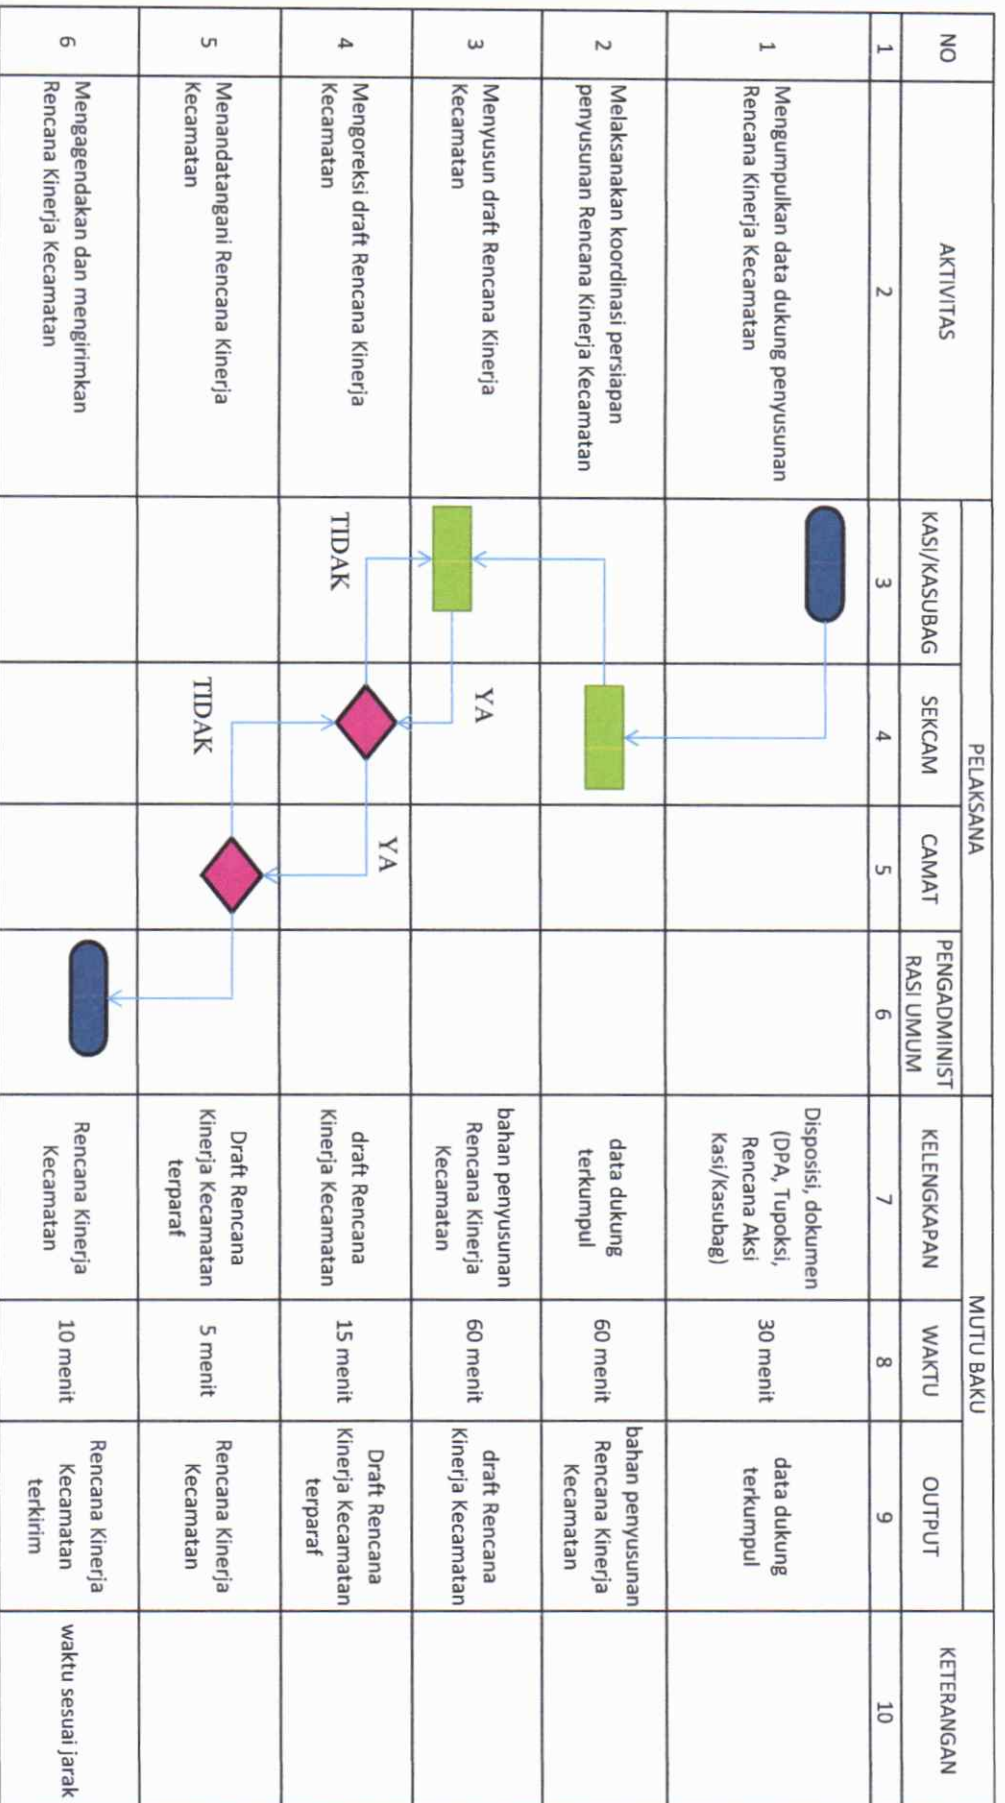 NO
AKTIVITAS
PELAKSANA
MUTU BAKU
KETERANGAN
KASI/KASUBAG
SEKCAM
CAMAT
PENGADMINIST
RASI UMUM
KELENGKAPAN
WAKTU
OUTPUT
1
2
3
4
5
6
7
8
9
10
1
Mengumpulkan data dukung penyusunan
Rencana Kinerja Kecamatan
Disposisi, dokumen
(DPA, Tupoksi,
Rencana Aksi
Kasi/Kasubag)
30 menit
data dukung
terkumpul
2
Melaksanakan koordinasi persiapan
penyusunan Rencana Kinerja Kecamatan
data dukung
terkumpul
60 menit
bahan penyusunan
Rencana Kinerja
Kecamatan
3
Menyusun draft Rencana Kinerja
Kecamatan
YA
bahan penyusunan
Rencana Kinerja
Kecamatan
60 menit
draft Rencana
Kinerja Kecamatan
4
Mengoreksi draft Rencana Kinerja
Kecamatan
TIDAK
YA
draft Rencana
Kinerja Kecamatan
15 menit
Draft Rencana
Kinerja Kecamatan
terparaf
5
Menandatangani Rencana Kinerja
Kecamatan
TIDAK
Draft Rencana
Kinerja Kecamatan
terparaf
5 menit
Rencana Kinerja
Kecamatan
6
Mengagendakan dan mengirimkan
Rencana Kinerja Kecamatan
Rencana Kinerja
Kecamatan
10 menit
Rencana Kinerja
Kecamatan
terkirim
waktu sesuai jarak